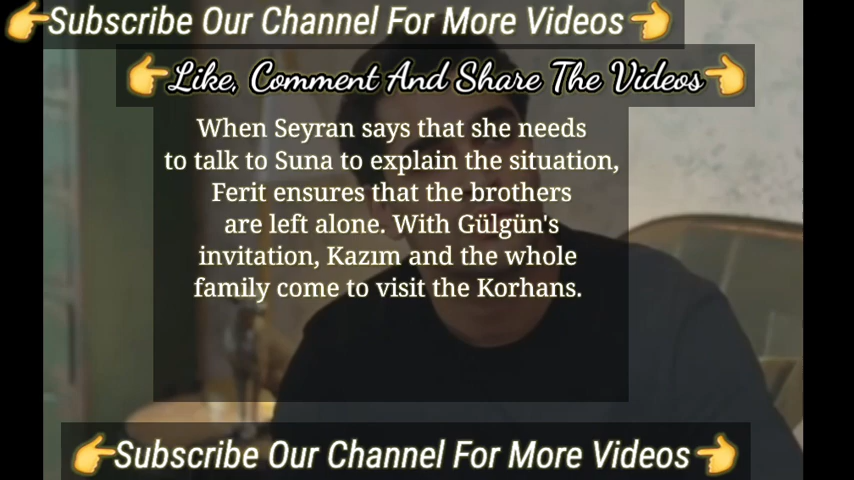 👉Subscribe Our Channel For More Videos👈
👉Like, Comment And Share The Videos👈
When Seyran says that she needs
to talk to Suna to explain the situation,
Ferit ensures that the brothers
are left alone. With Gülgün's
invitation, Kazım and the whole
family come to visit the Korhans.
👉Subscribe Our Channel For More Videos👈